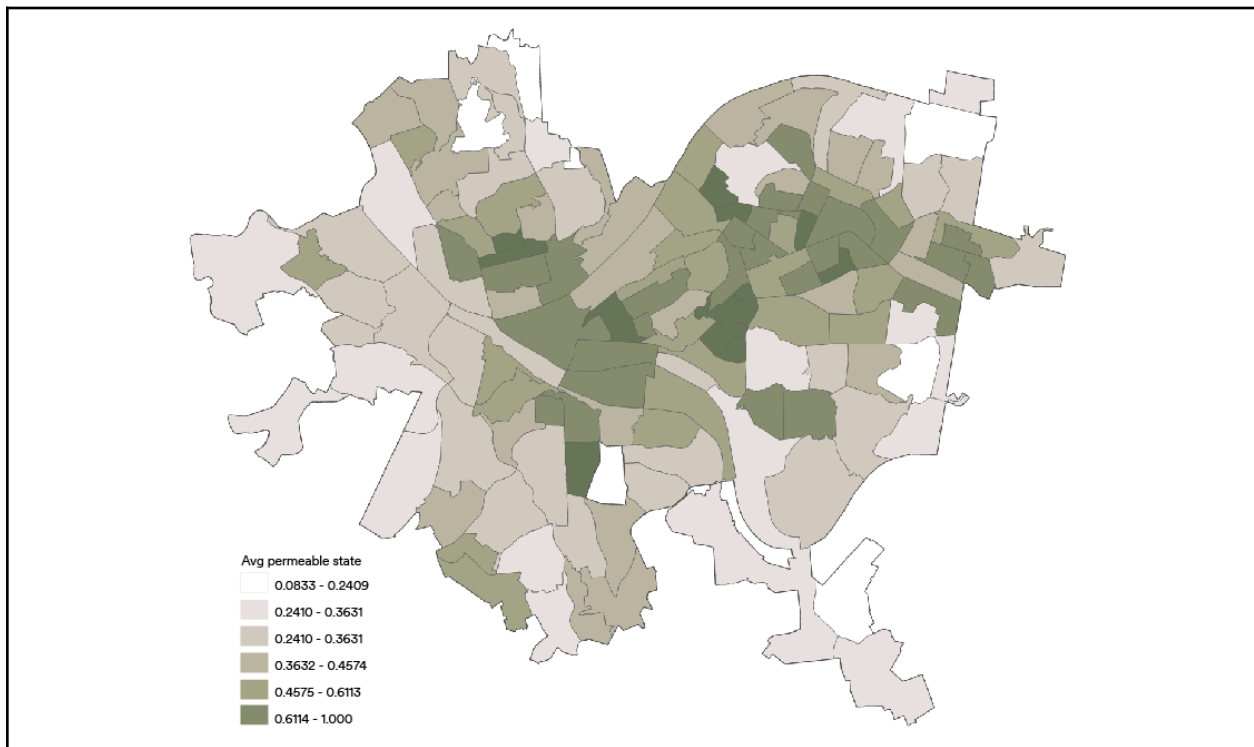 Avg permeable state
0.0833 - 0.2409
0.2410 - 0.3631
0.2410 - 0.3631
0.3632 - 0.4574
0.4575 - 0.6113
0.6114 - 1.000